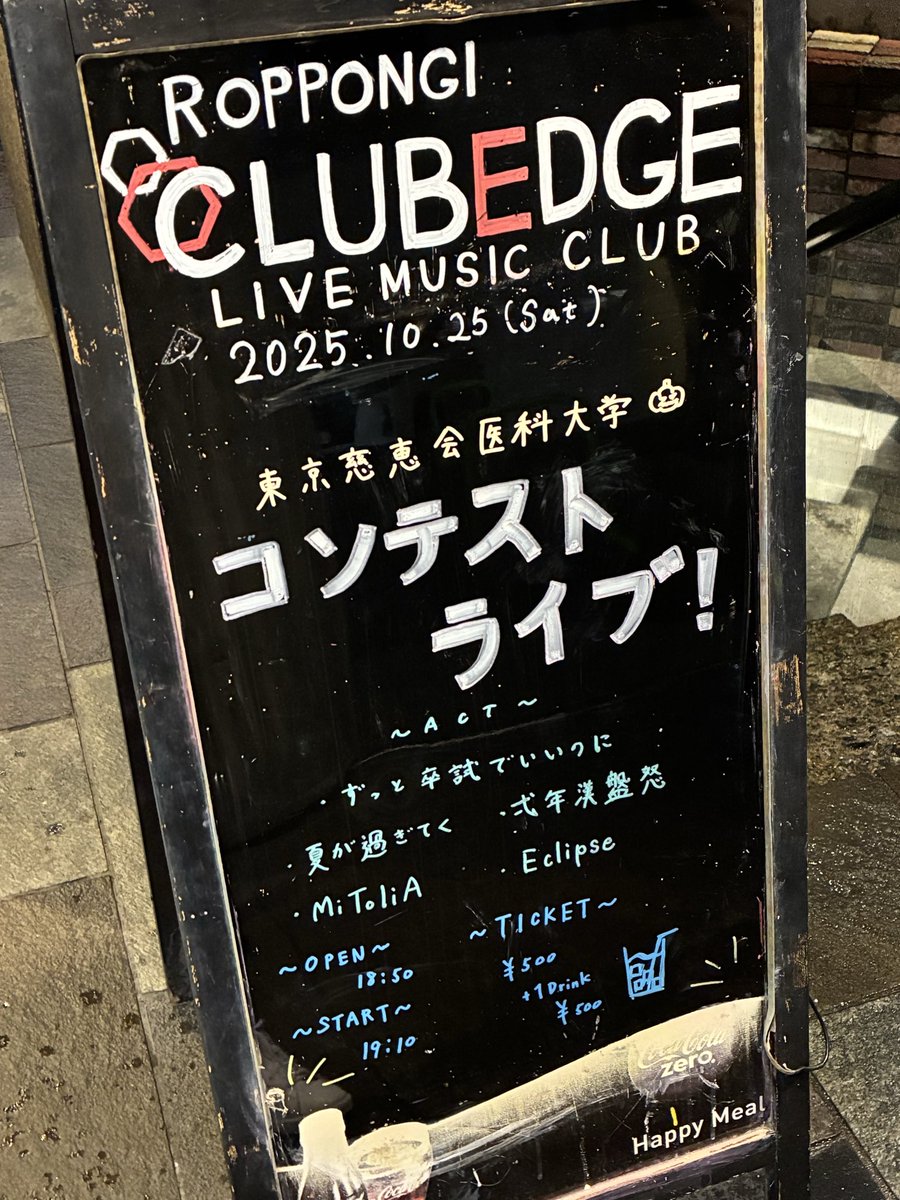 ROPPONGI
CLUBEDGE
LIVE MUSIC CLUB
2025.10.25(Sat)
東京慈恵会医科大学
コンテスト
ライブ!
~ACT~
・ずっと卒試でいいのに
・夏が過ぎてく ・弍年漢盤怒
・MiToliA ・Eclipse
~OPEN~ ~TICKET~
18:50 ¥500
+1Drink
~START~ ¥500
19:10
Coca-Cola
zero.
Happy Meal